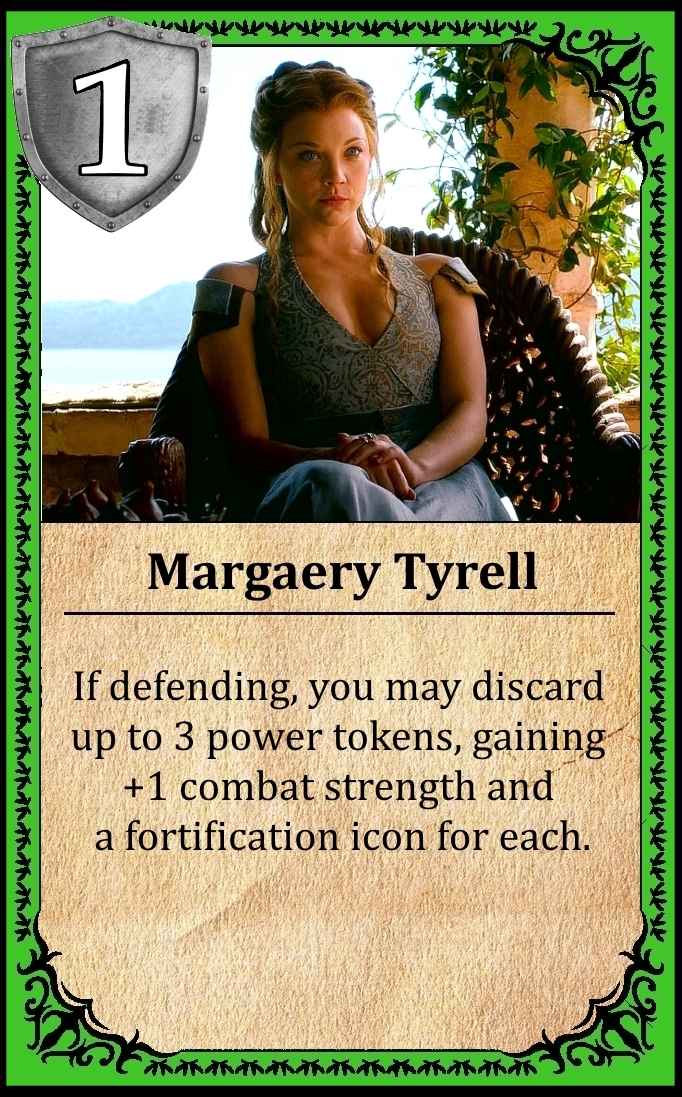 1
Margaery Tyrell
If defending, you may discard
up to 3 power tokens, gaining
+1 combat strength and
a fortification icon for each.